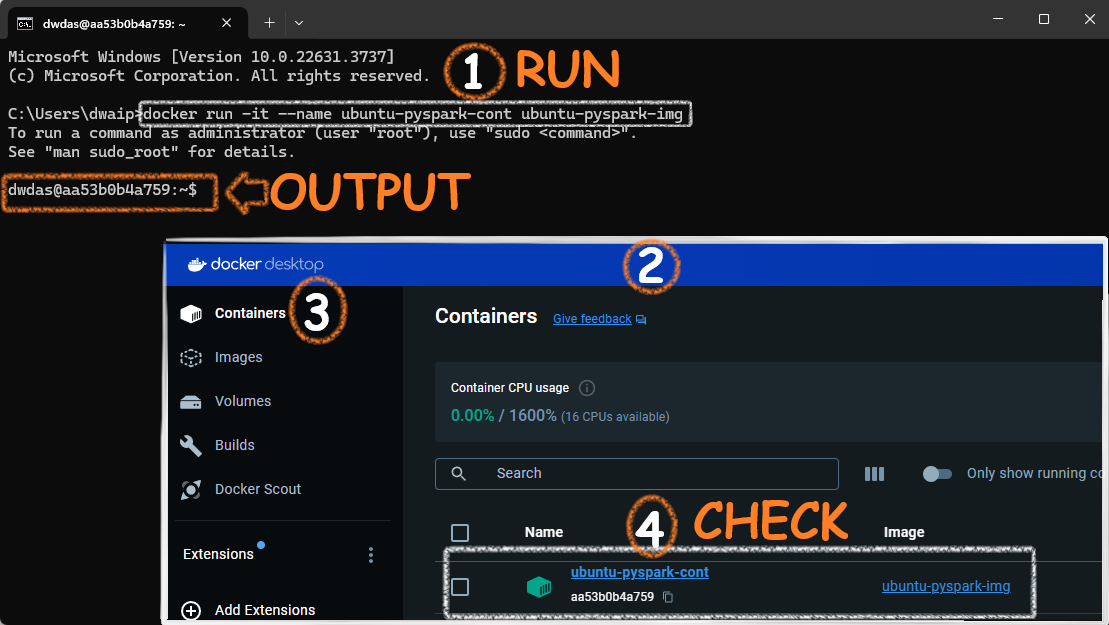 dwdas@aa53b0b4a759: ~
Microsoft Windows [Version 10.0.22631.3737]
(c) Microsoft Corporation. All rights reserved.
1 RUN
C:\Users\dwaip>docker run -it --name ubuntu-pyspark-cont ubuntu-pyspark-img
To run a command as administrator (user "root"), use "sudo <command>".
See "man sudo_root" for details.
dwdas@aa53b0b4a759:~$
OUTPUT
docker desktop
2
Containers
3
Images
Volumes
Builds
Docker Scout
Extensions
Add Extensions
Containers Give feedback
Container CPU usage
0.00% / 1600% (16 CPUs available)
Search
Only show running co
4 CHECK
Name Image
ubuntu-pyspark-cont
aa53b0b4a759
ubuntu-pyspark-img